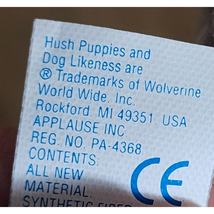 Hush Puppies and
Dog Likeness are
® Trademarks of Wolverine
World Wide, Inc.
Rockford, MI 49351 USA
APPLAUSE INC
REG. NO. PA-4368
CONTENTS:
ALL NEW
MATERIAL.
SYNTHETIC FIBER
CE